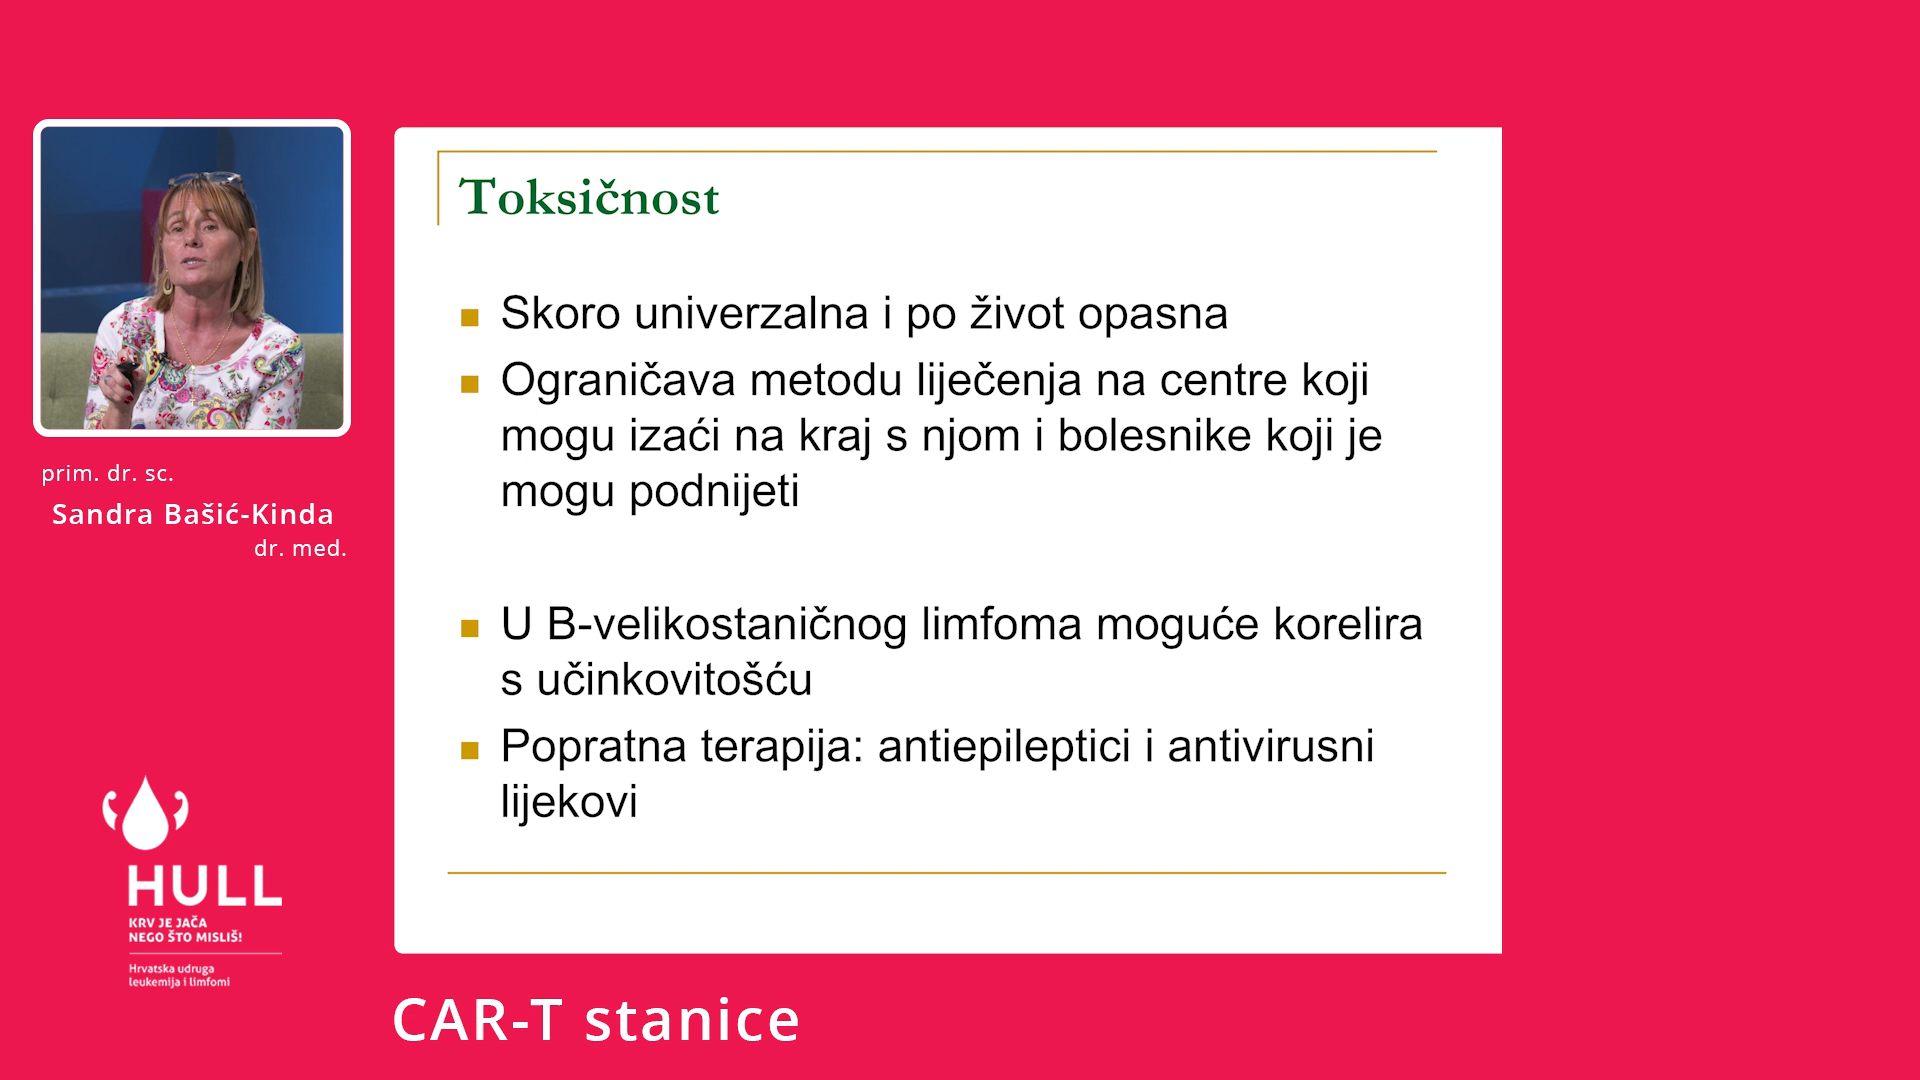 prim. dr. sc.
Sandra Bašić-Kinda
dr. med.
HULL
KRV JE JAČA
NEGO ŠTO MISLIŠ!
Hrvatska udruga
leukemija i limfomi
Toksičnost
Skoro univerzalna i po život opasna
Ograničava metodu liječenja na centre koji
mogu izaći na kraj s njom i bolesnike koji je
mogu podnijeti
U B-velikostaničnog limfoma moguće korelira
s učinkovitošću
Popratna terapija: antiepileptici i antivirusni
lijekovi
CAR-T stanice